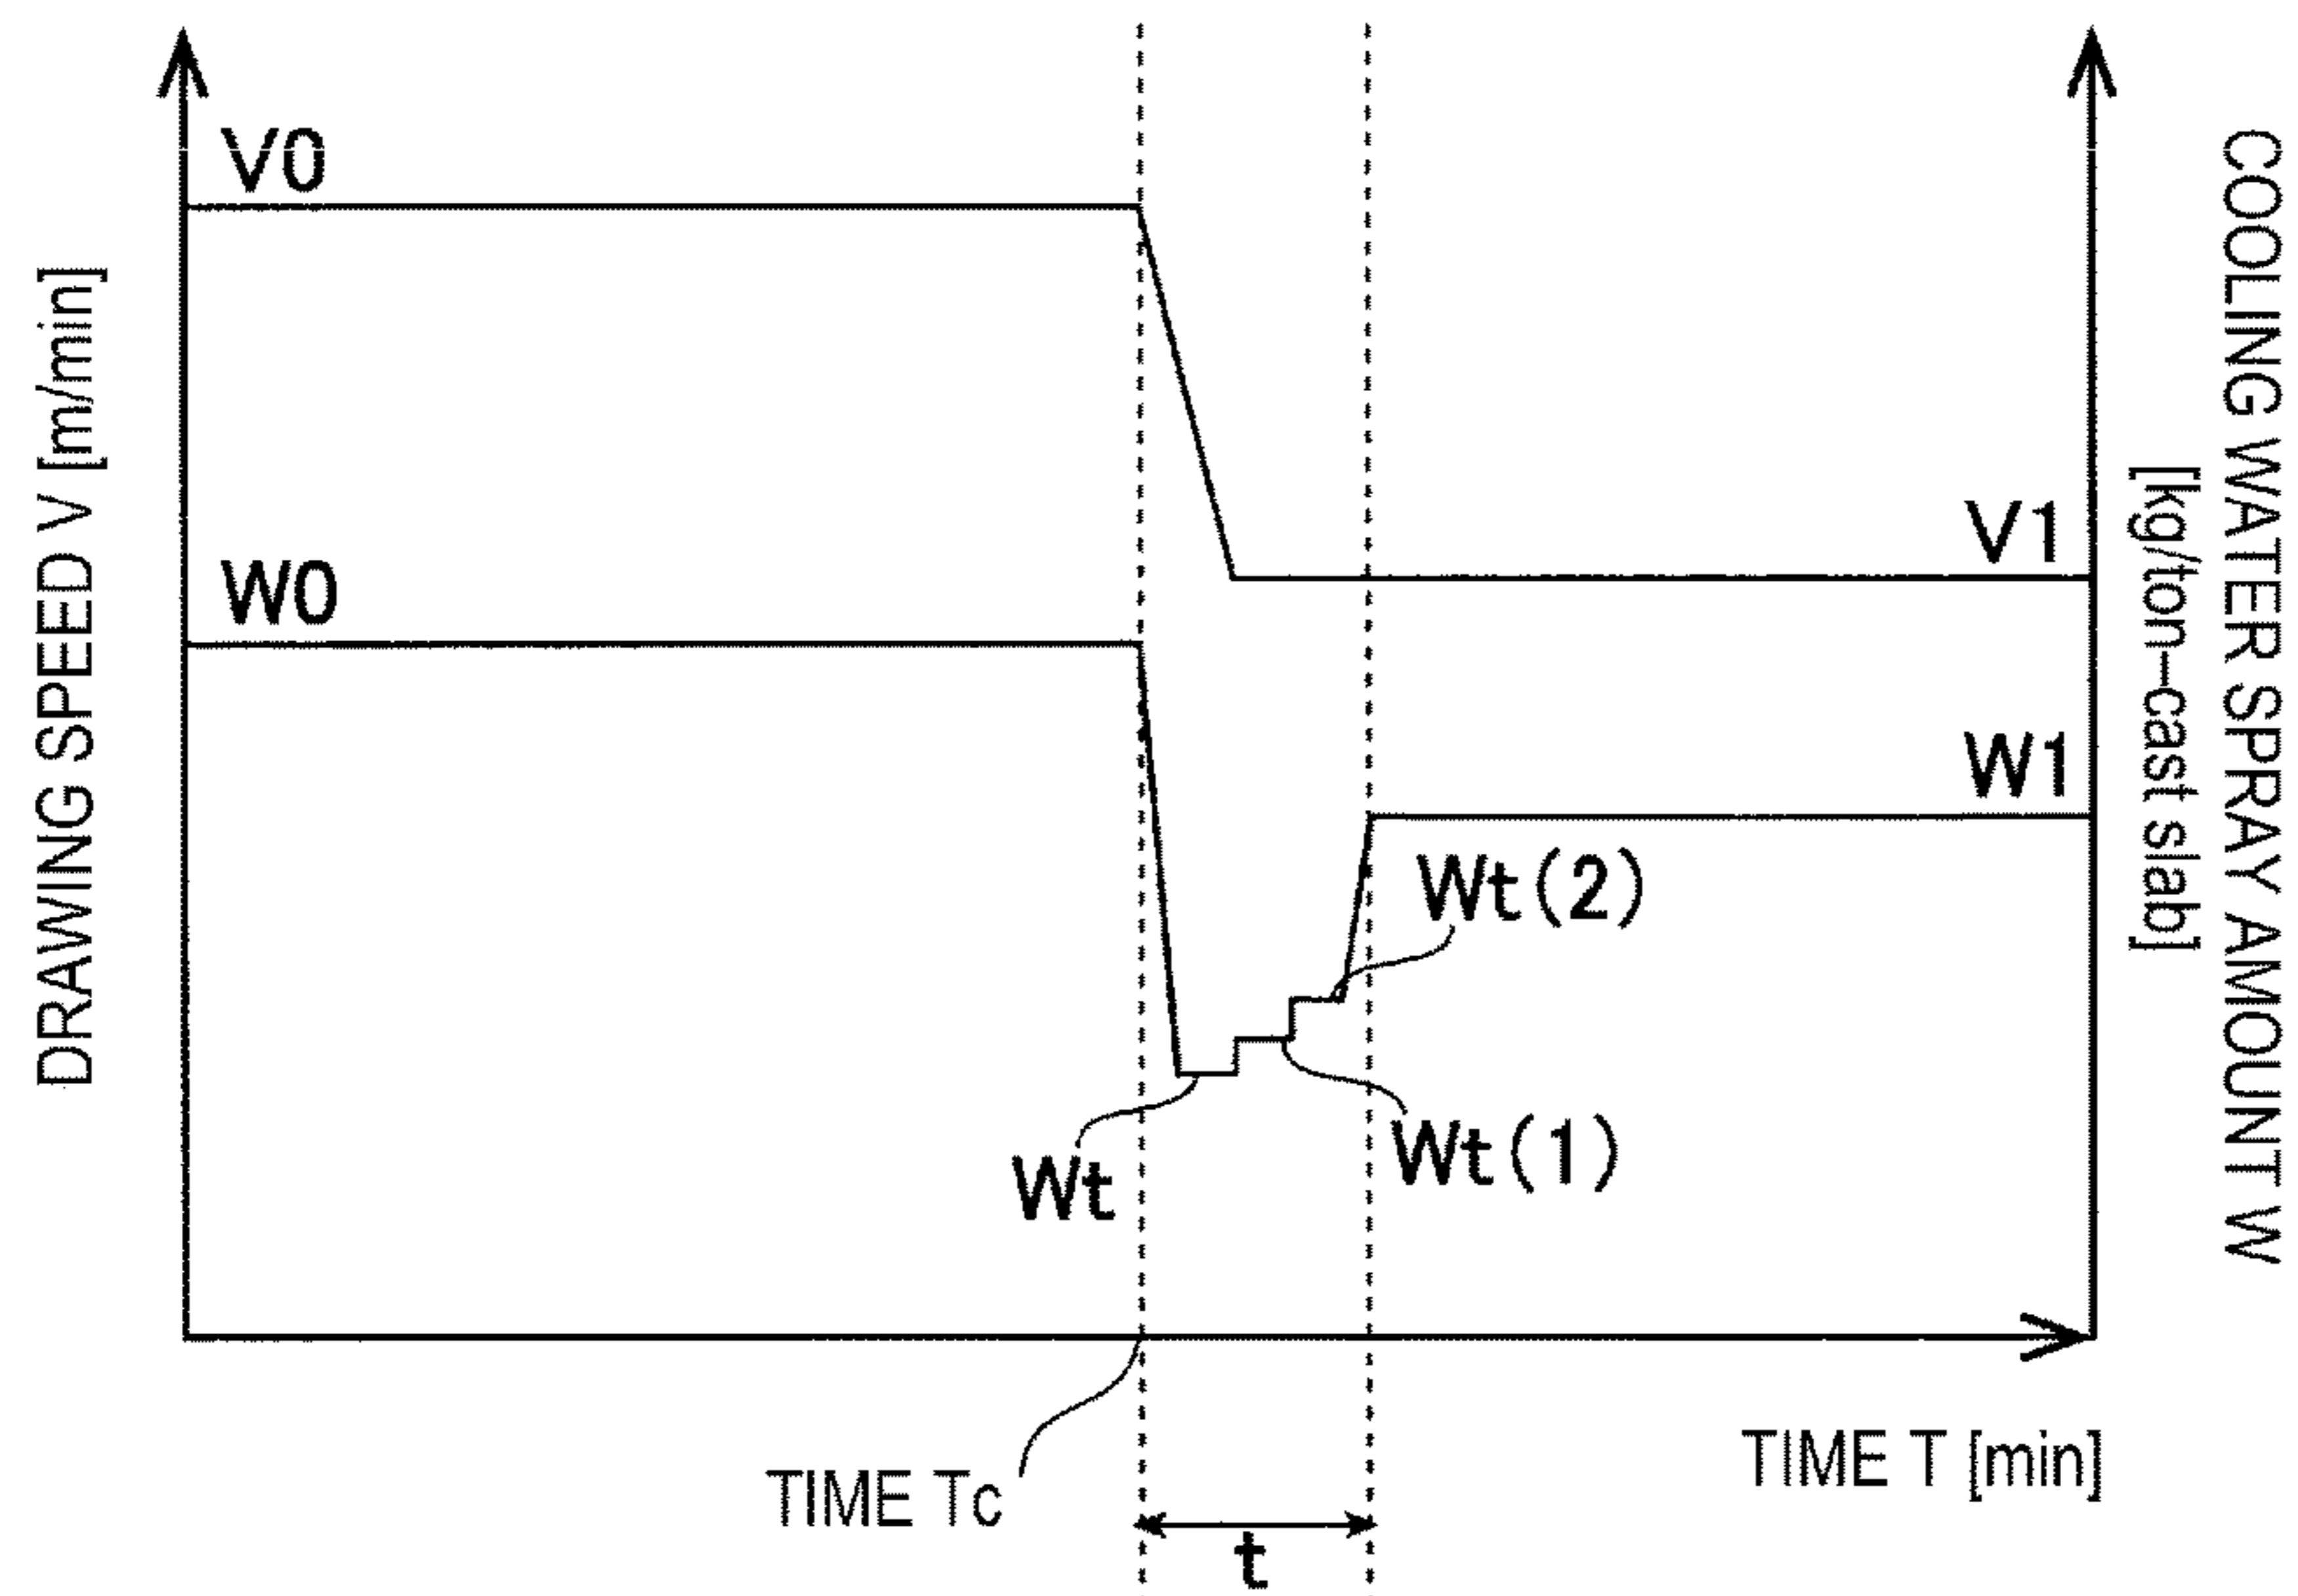 DRAWING SPEED V [m/min]
V0
W0
V1
W1
Wt(2)
Wt(1)
Wt
COOLING WATER SPRAY AMOUNT W
[kg/ton-cast slab]
TIME T [min]
TIME Tc
t